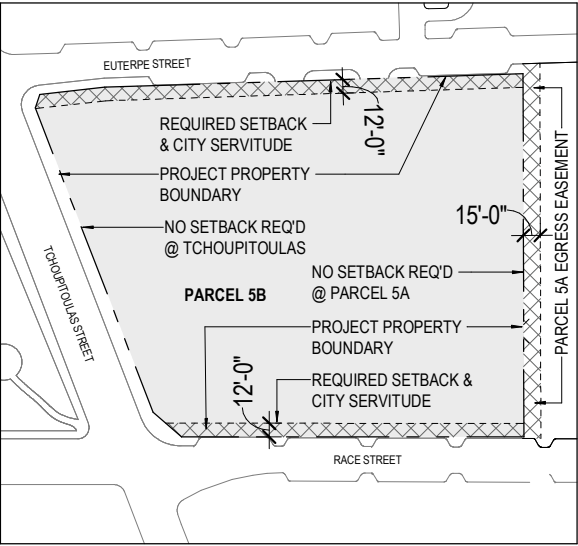 EUTERPE STREET
REQUIRED SETBACK
& CITY SERVITUDE
12'-0"
PROJECT PROPERTY
BOUNDARY
NO SETBACK REQ'D
@ TCHOUPITOULAS
15'-0"
PARCEL 5A EGRESS EASEMENT
TCHOUPITOULAS STREET
PARCEL 5B
NO SETBACK REQ'D
@ PARCEL 5A
PROJECT PROPERTY
BOUNDARY
12'-0"
REQUIRED SETBACK &
CITY SERVITUDE
RACE STREET